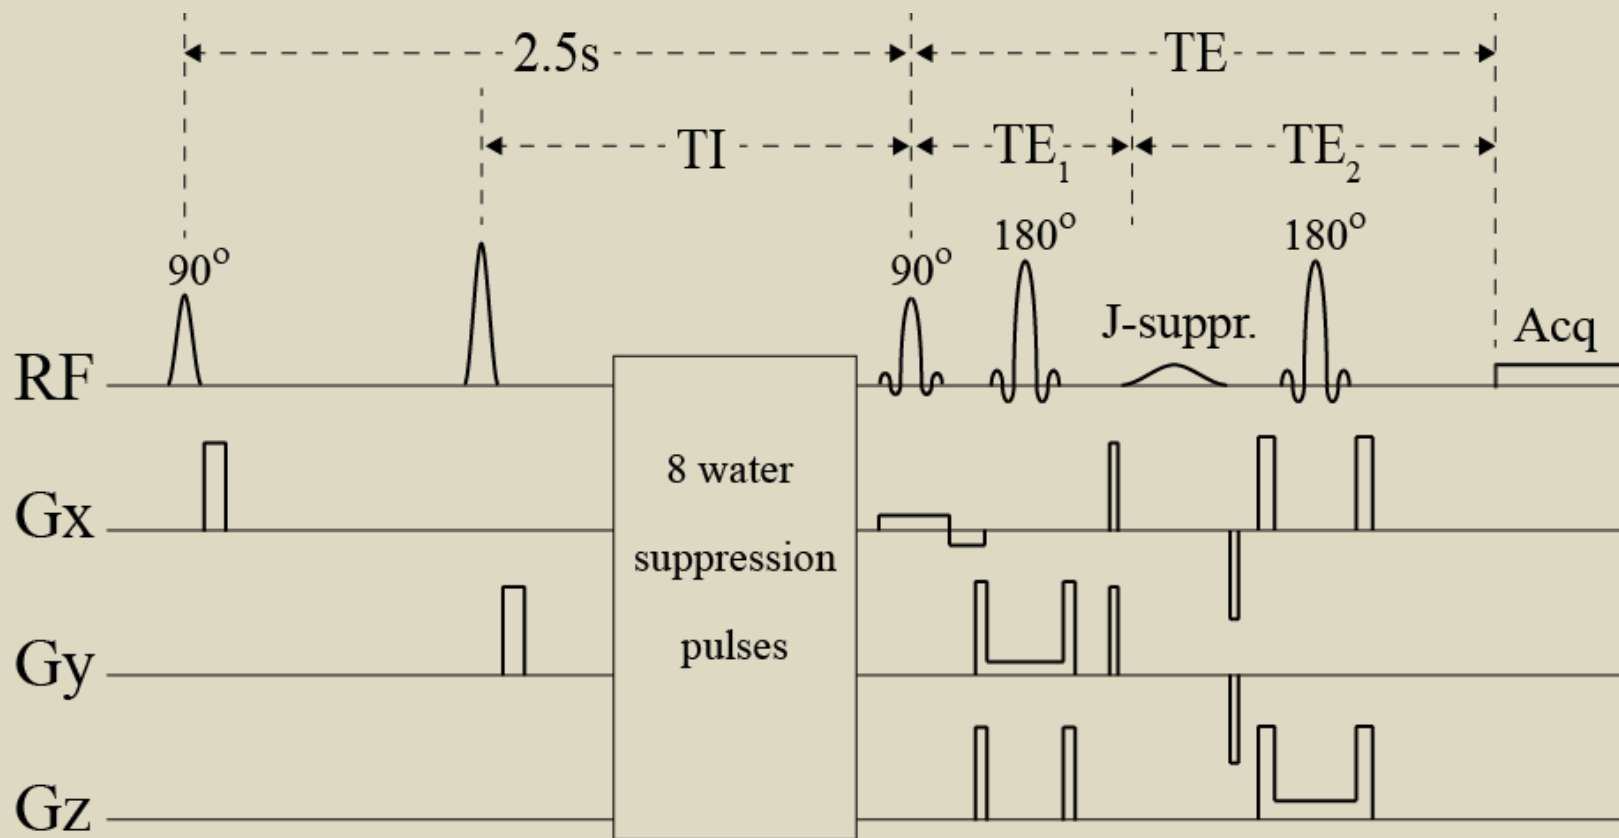 2.5s TE
TI TE₁ TE₂
180° 180°
90° 90°
J-suppr. Acq
RF
8 water
Gx
suppression
pulses
Gy
Gz